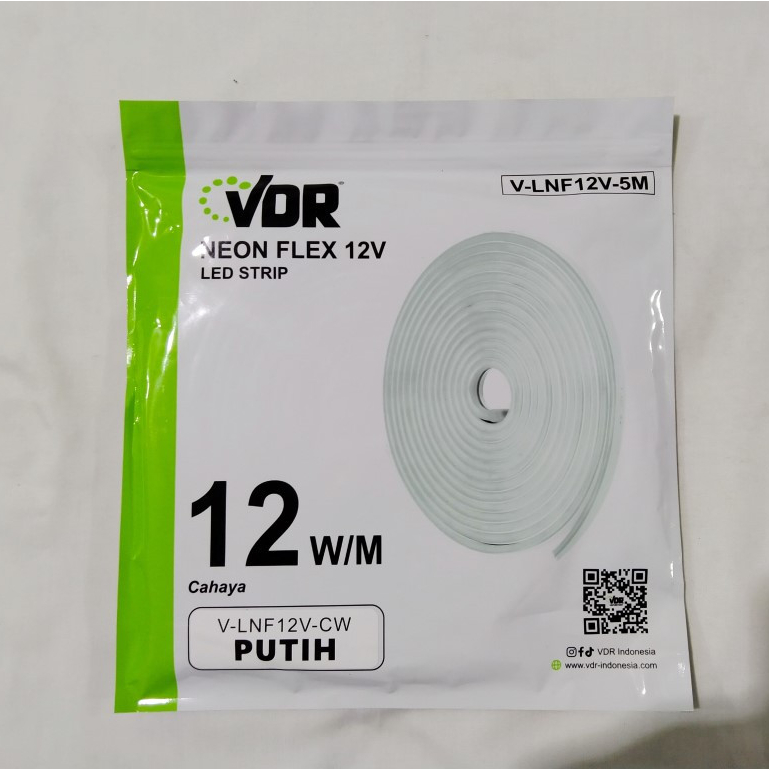 VDR
V-LNF12V-5M
NEON FLEX 12V
LED STRIP
12 W/M
Cahaya
V-LNF12V-CW
PUTIH
VDR
VDR Indonesia
www.vdr-indonesia.com